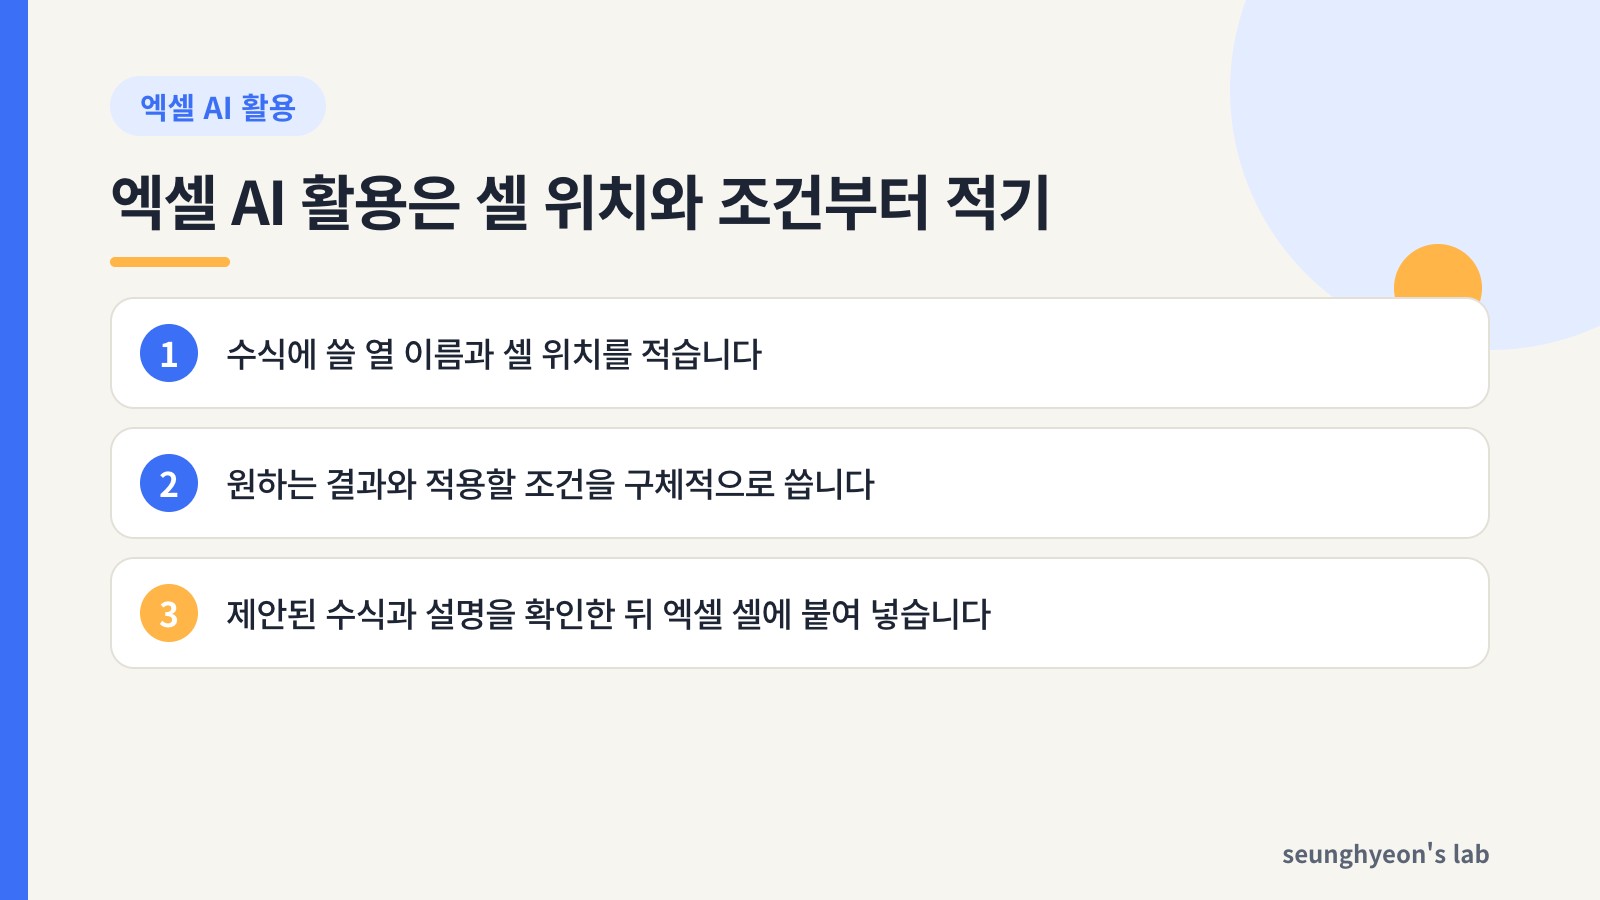 엑셀 AI 활용
엑셀 AI 활용은 셀 위치와 조건부터 적기
1 수식에 쓸 열 이름과 셀 위치를 적습니다
2 원하는 결과와 적용할 조건을 구체적으로 씁니다
3 제안된 수식과 설명을 확인한 뒤 엑셀 셀에 붙여 넣습니다
seunghyeon's lab